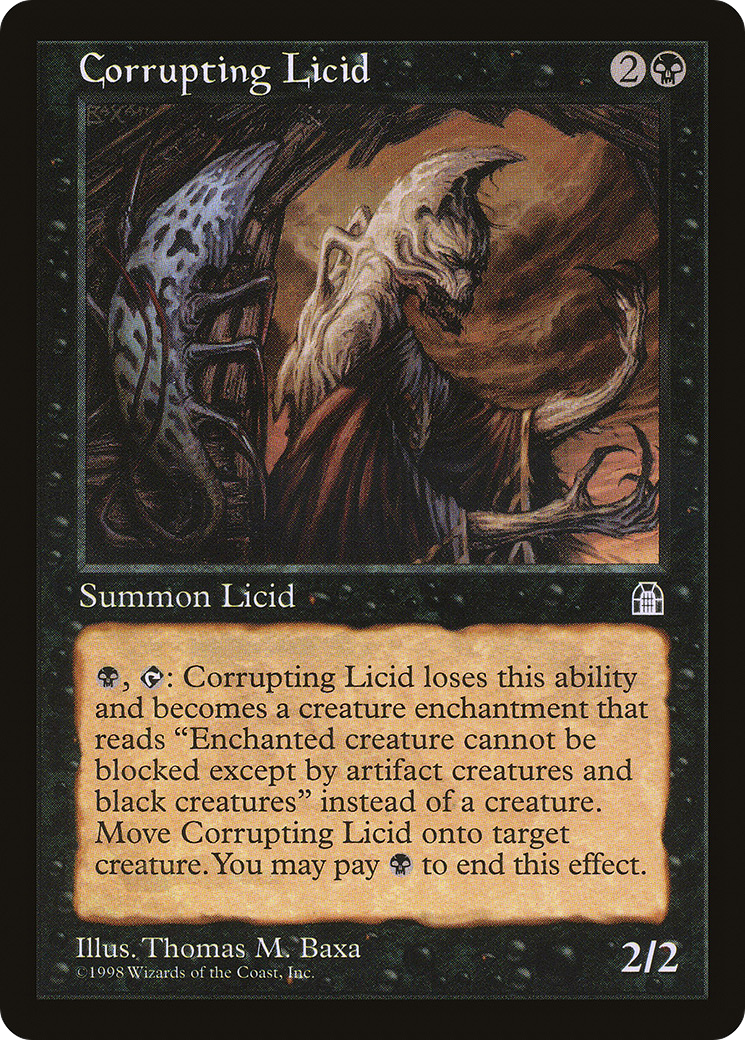 Corrupting Licid 2
BAXA
Summon Licid
, : Corrupting Licid loses this ability
and becomes a creature enchantment that
reads “Enchanted creature cannot be
blocked except by artifact creatures and
black creatures” instead of a creature.
Move Corrupting Licid onto target
creature. You may pay to end this effect.
Illus. Thomas M. Baxa
©1998 Wizards of the Coast, Inc.
2/2